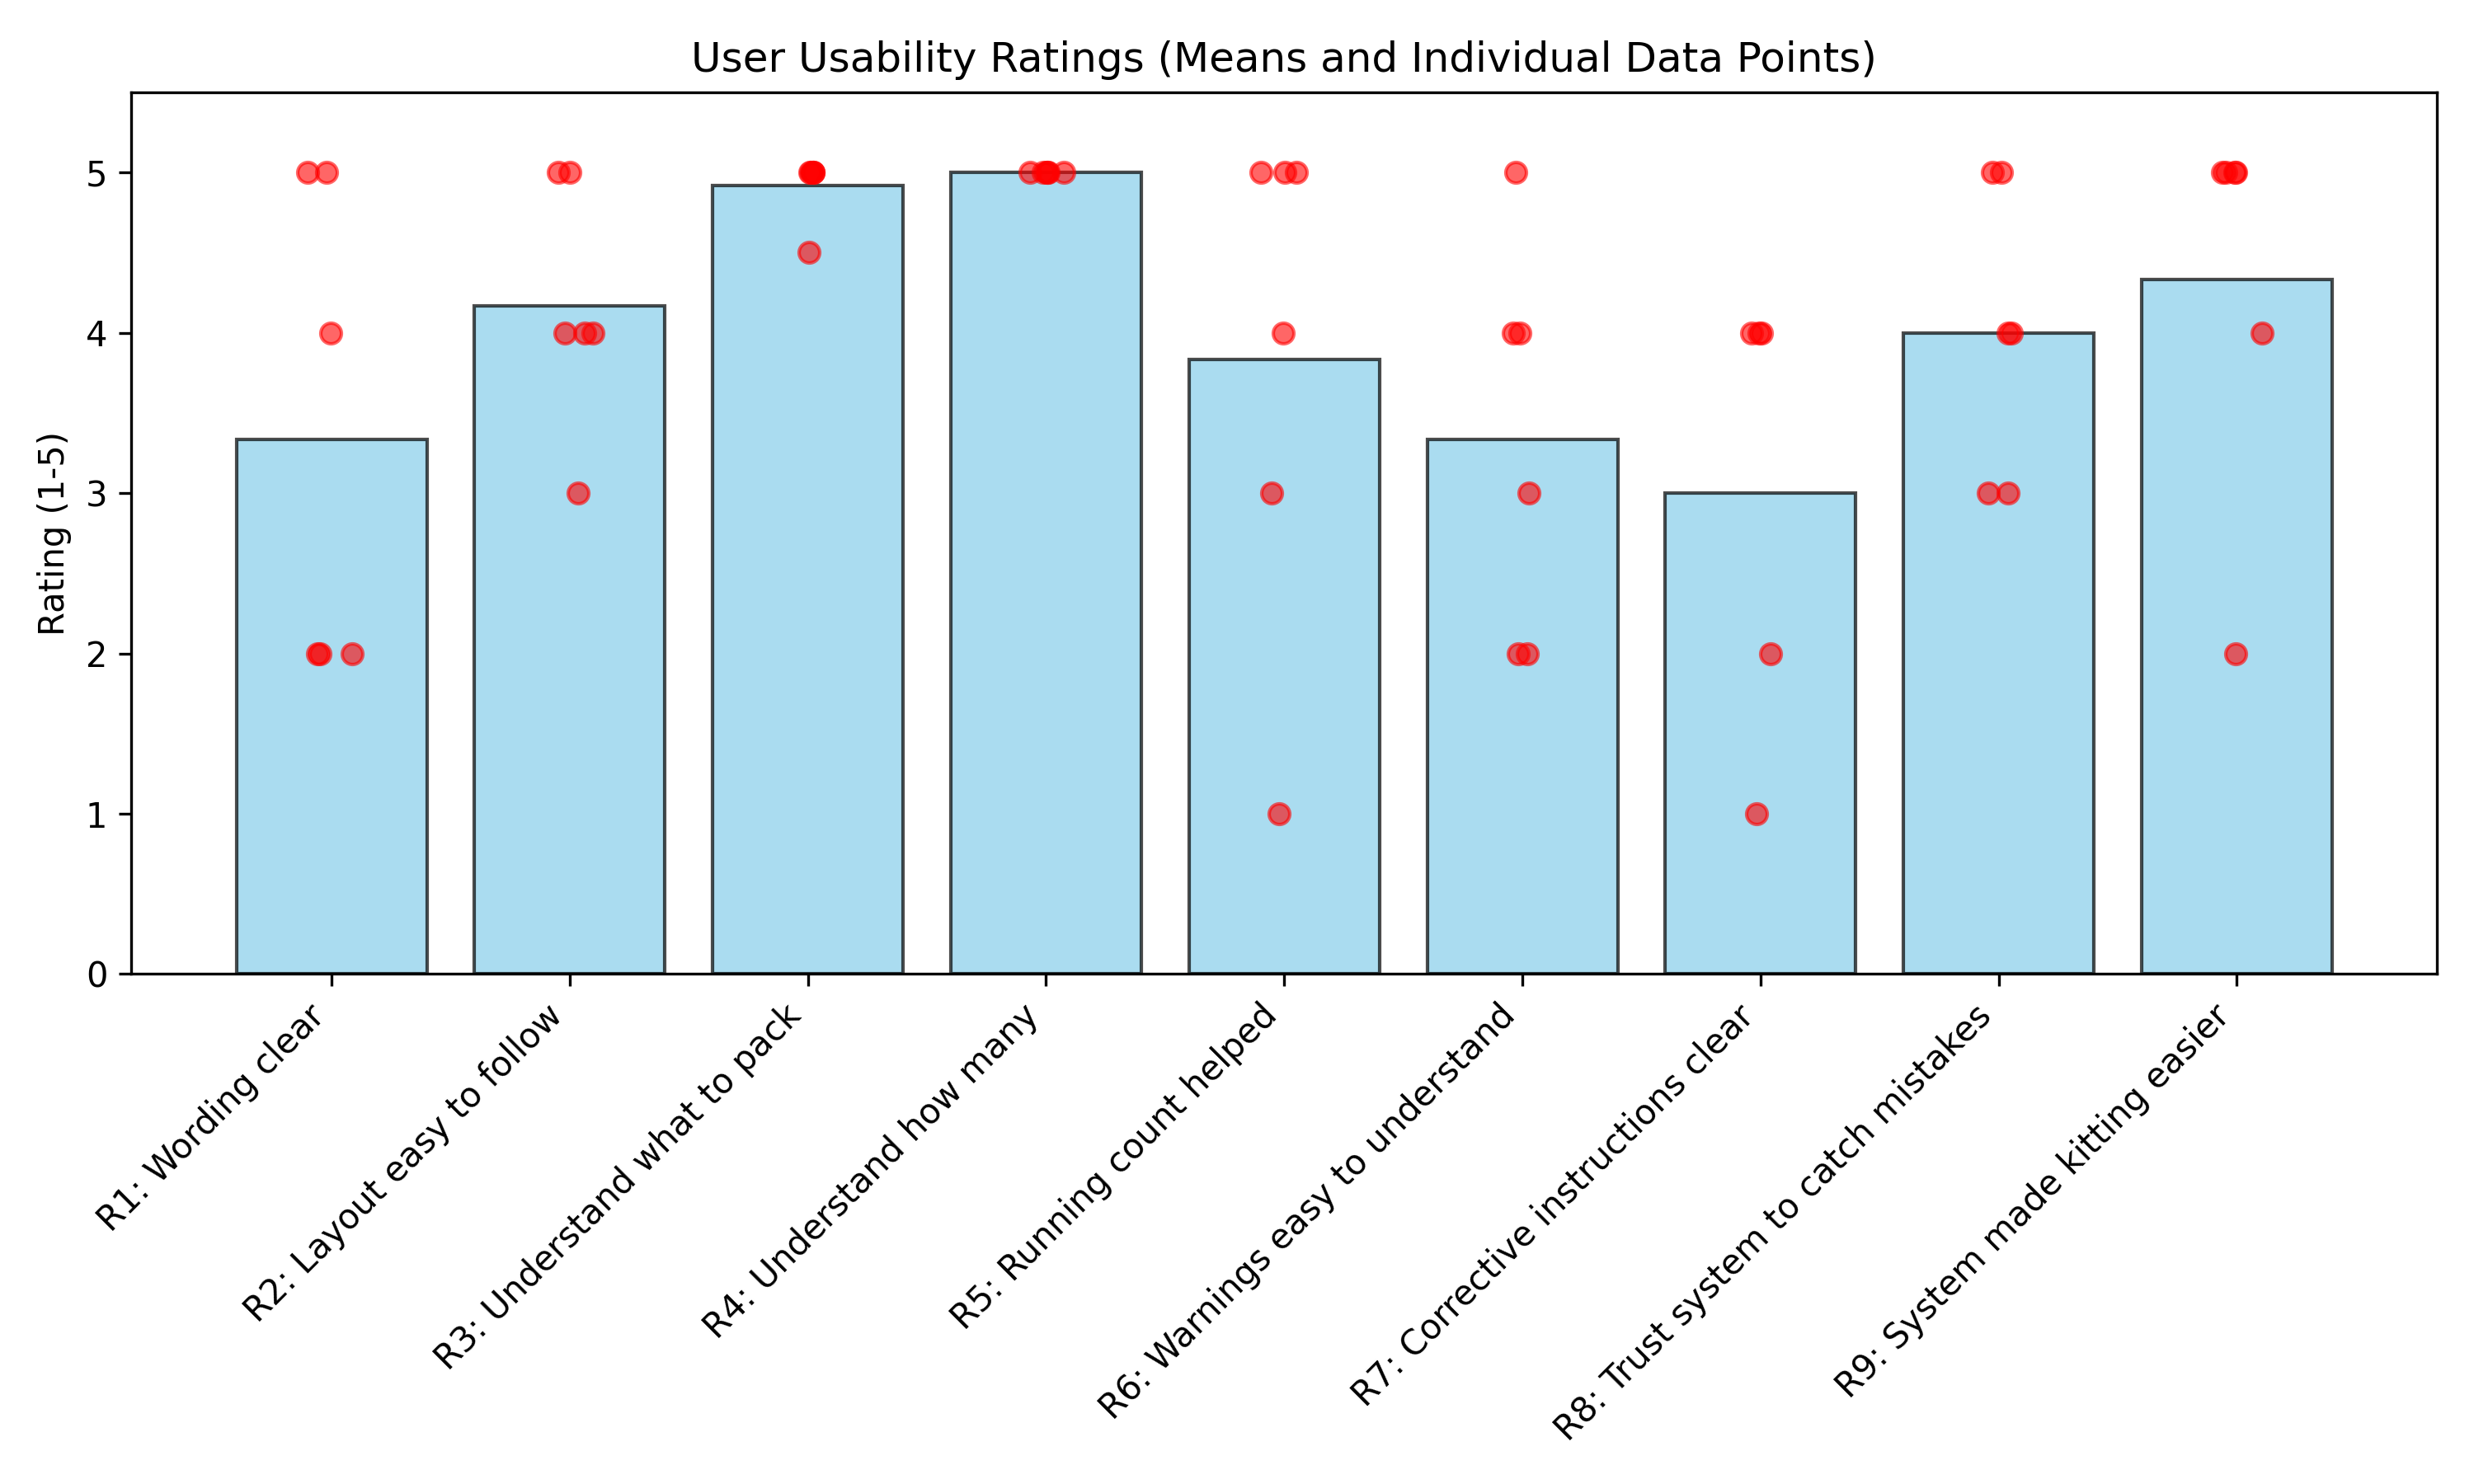 User Usability Ratings (Means and Individual Data Points)
Rating (1-5)
5
4
3
2
1
0
R1: Wording clear
R2: Layout easy to follow
R3: Understand what to pack
R4: Understand how many
R5: Running count helped
R6: Warnings easy to understand
R7: Corrective instructions clear
R8: Trust system to catch mistakes
R9: System made kitting easier